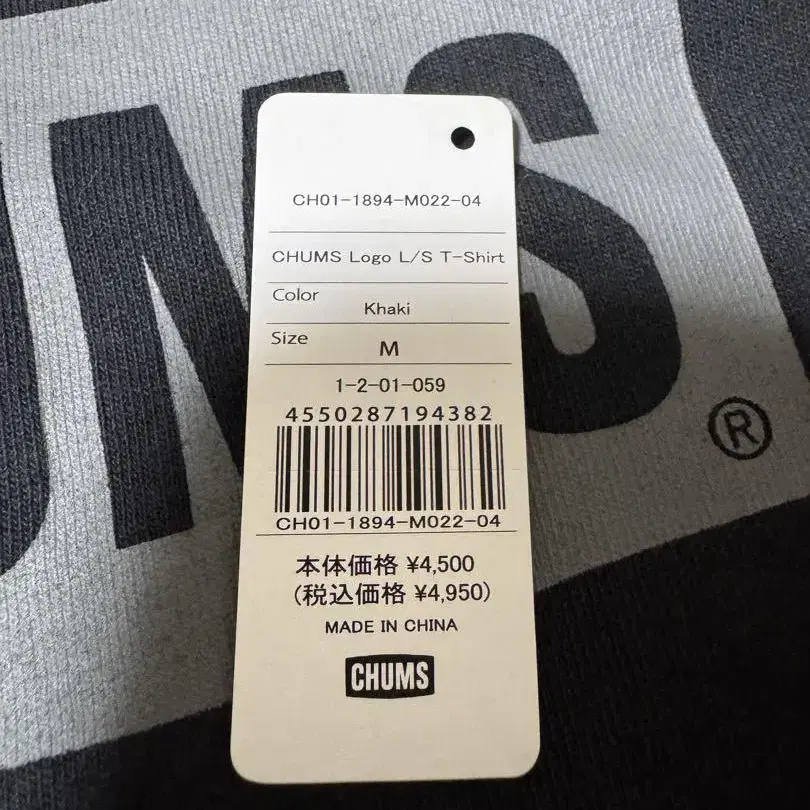 UMS
®
CH01-1894-M022-04
CHUMS Logo L/S T-Shirt
Color Khaki
Size M
1-2-01-059
4550287194382
CH01-1894-M022-04
本体価格 ¥4,500
(税込価格 ¥4,950)
MADE IN CHINA
CHUMS